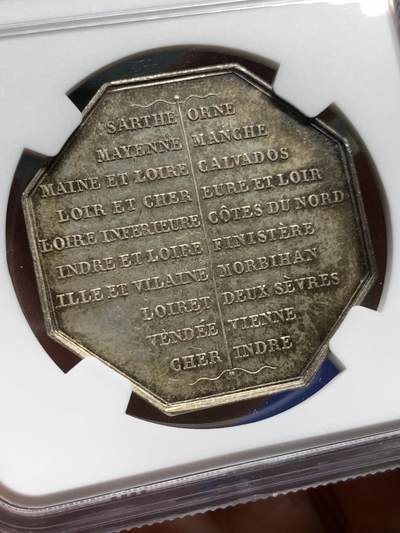 SARTHE ORNE
MAYENNE MANCHE
MAINE ET LOIRE CALVADOS
LOIR ET CHER EURE ET LOIR
LOIRE INFERIEURE CÔTES DU NORD
INDRE ET LOIRE FINISTÈRE
ILLE ET VILAINE MORBIHAN
LOIRET DEUX SÈVRES
VENDÉE VIENNE
CHER INDRE